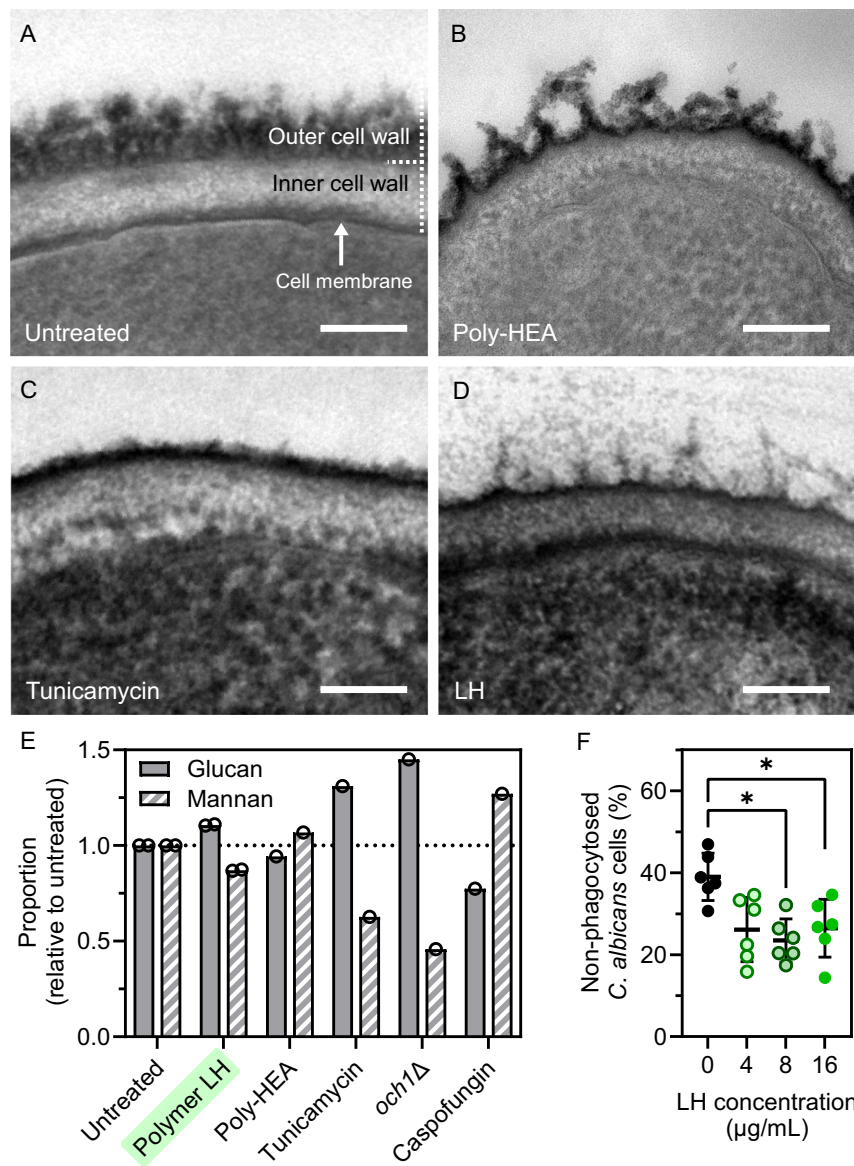 A
Outer cell wall
Inner cell wall
Cell membrane
Untreated
B
Poly-HEA
C
Tunicamycin
D
LH
E
Proportion
(relative to untreated)
1.5
1.0
0.5
0.0
Glucan
Mannan
Untreated
Polymer LH
Poly-HEA
Tunicamycin
och1Δ
Caspofungin
F
Non-phagocytosed
C. albicans cells (%)
60
40
20
0
*
*
0 4 8 16
LH concentration
(µg/mL)